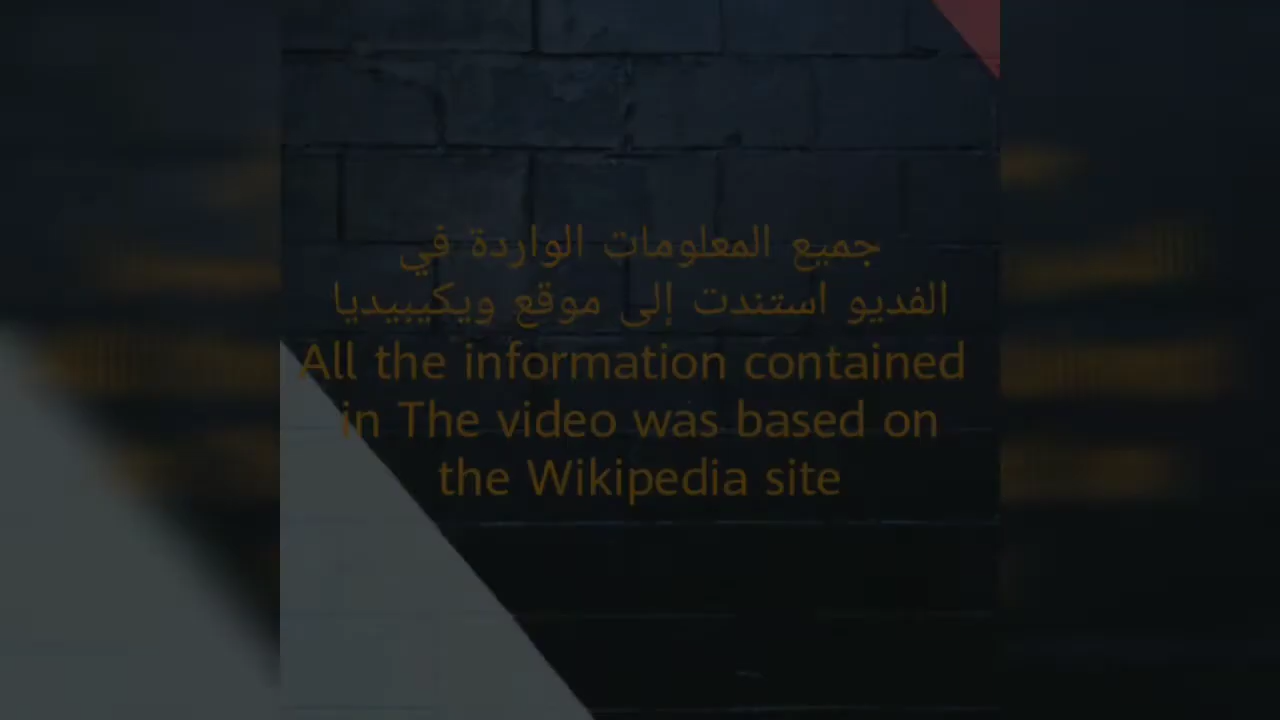 جميع المعلومات الواردة في
الفديو استندت إلى موقع ويكيبيديا
All the information contained
in The video was based on
the Wikipedia site